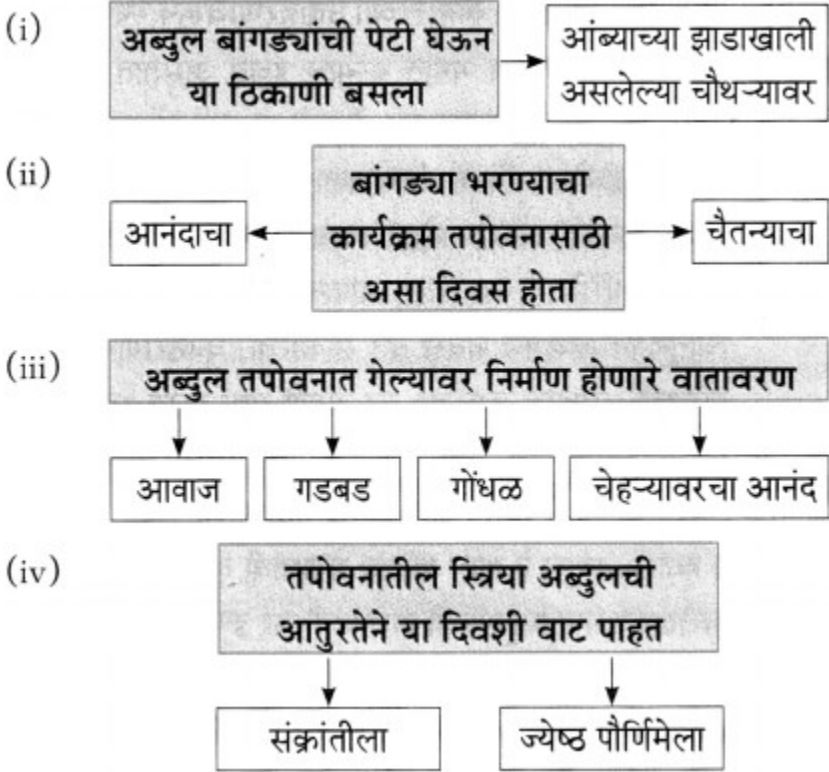 (i)
अब्दुल बांगड्यांची पेटी घेऊन
या ठिकाणी बसला
आंब्याच्या झाडाखाली
असलेल्या चौथऱ्यावर
(ii)
बांगड्या भरण्याचा
कार्यक्रम तपोवनासाठी
असा दिवस होता
आनंदाचा
चैतन्याचा
(iii)
अब्दुल तपोवनात गेल्यावर निर्माण होणारे वातावरण
आवाज
गडबड
गोंधळ
चेहऱ्यावरचा आनंद
(iv)
तपोवनातील स्त्रिया अब्दुलची
आतुरतेने या दिवशी वाट पाहत
संक्रांतीला
ज्येष्ठ पौर्णिमेला